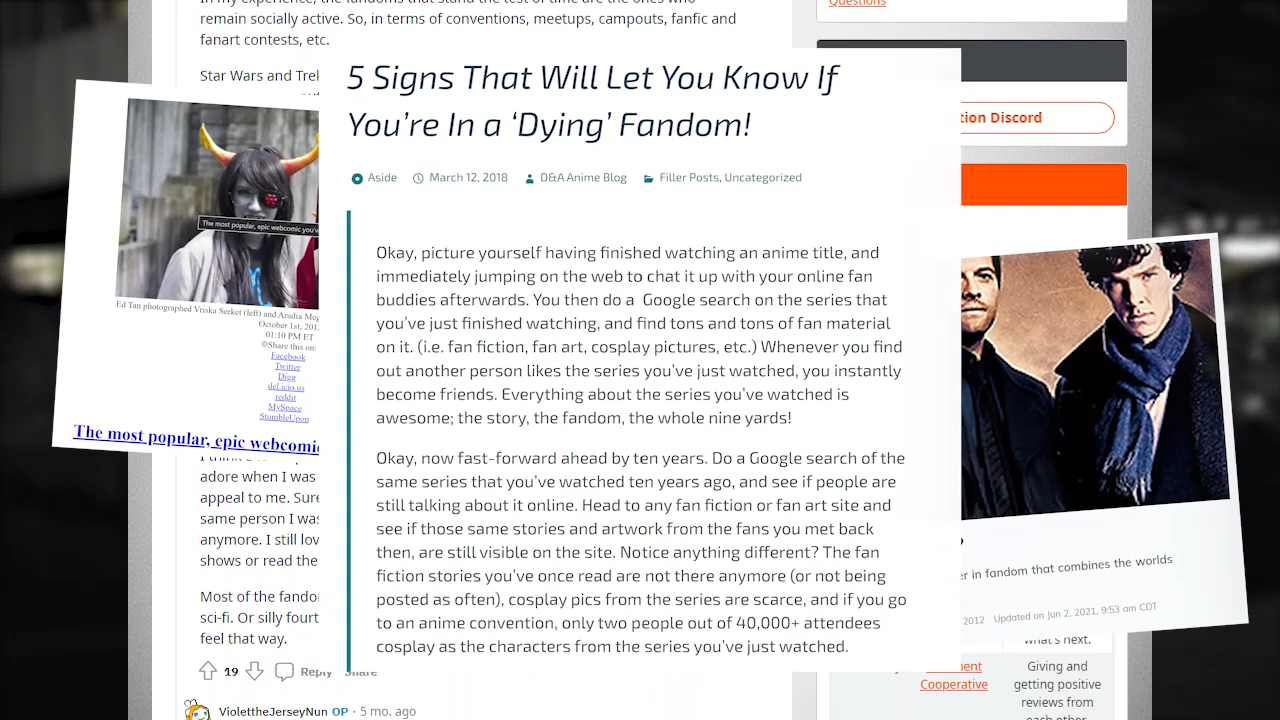 In my experience, the fandoms that stand the test of time are the ones who
remain socially active. So, in terms of conventions, meetups, campouts, fanfic and
fanart contests, etc.
Star Wars and Trek
Questions
tion Discord
5 Signs That Will Let You Know If
You're In a 'Dying' Fandom!
Aside March 12, 2018 D&A Anime Blog Filler Posts, Uncategorized
Okay, picture yourself having finished watching an anime title, and
immediately jumping on the web to chat it up with your online fan
buddies afterwards. You then do a Google search on the series that
you've just finished watching, and find tons and tons of fan material
on it. (i.e. fan fiction, fan art, cosplay pictures, etc.) Whenever you find
out another person likes the series you've just watched, you instantly
become friends. Everything about the series you've watched is
awesome; the story, the fandom, the whole nine yards!
Okay, now fast-forward ahead by ten years. Do a Google search of the
same series that you've watched ten years ago, and see if people are
still talking about it online. Head to any fan fiction or fan art site and
see if those same stories and artwork from the fans you met back
then, are still visible on the site. Notice anything different? The fan
fiction stories you've once read are not there anymore (or not being
posted as often), cosplay pics from the series are scarce, and if you go
to an anime convention, only two people out of 40,000+ attendees
cosplay as the characters from the series you've just watched.
The most popular, epic webcomic you've
Ed Tan photographed Vriska Serket (left) and Aradia Meg
October 1st, 201
01:10 PM ET
Share this on:
Facebook
Twitter
Digg
del.icio.us
reddit
MySpace
StumbleUpon
The most popular, epic webcomic
adore when I was
appeal to me. Sure
same person I was
anymore. I still lov
shows or read the
Most of the fando
sci-fi. Or silly fourt
feel that way.
19 Reply Share
VioletteJerseyNun OP · 5 mo. ago
er in fandom that combines the worlds
2012 Updated on Jun 2, 2021, 9:53 am CDT
what's next.
ment
Cooperative
Giving and
getting positive
reviews from
each other